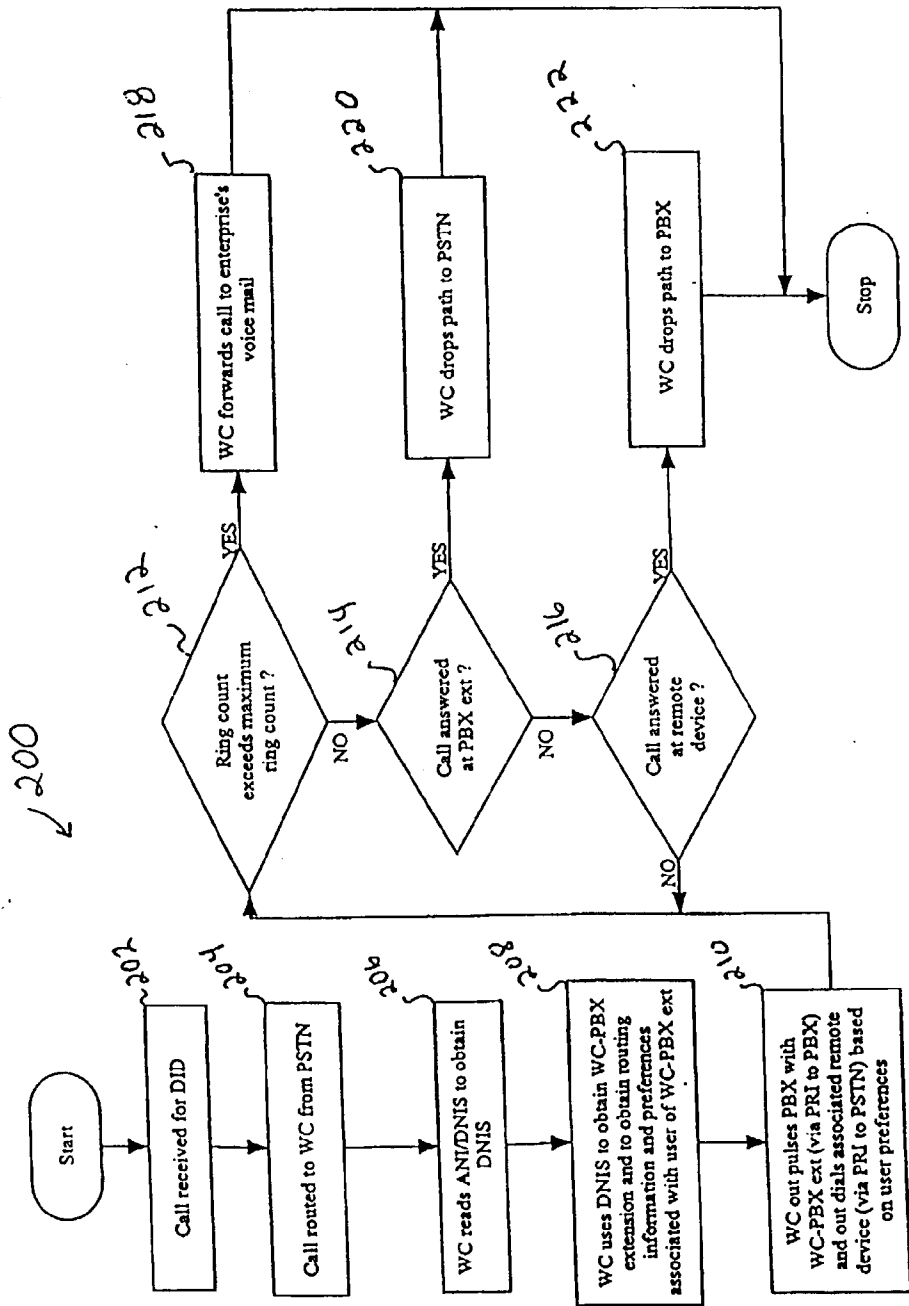 200
Start
202
Call received for DID
204
Call routed to WC from PSTN
206
WC reads ANI/DNIS to obtain
DNIS
208
WC uses DNIS to obtain WC-PBX
extension and to obtain routing
information and preferences
associated with user of WC-PBX ext
210
WC out pulses PBX with
WC-PBX ext (via PRI to PBX)
and out dials associated remote
device (via PRI to PSTN) based
on user preferences
212
Ring count
exceeds maximum
ring count ?
YES
NO
218
WC forwards call to enterprise's
voice mail
214
Call answered
at PBX ext ?
YES
NO
220
WC drops path to PSTN
216
Call answered
at remote
device ?
YES
NO
222
WC drops path to PBX
Stop